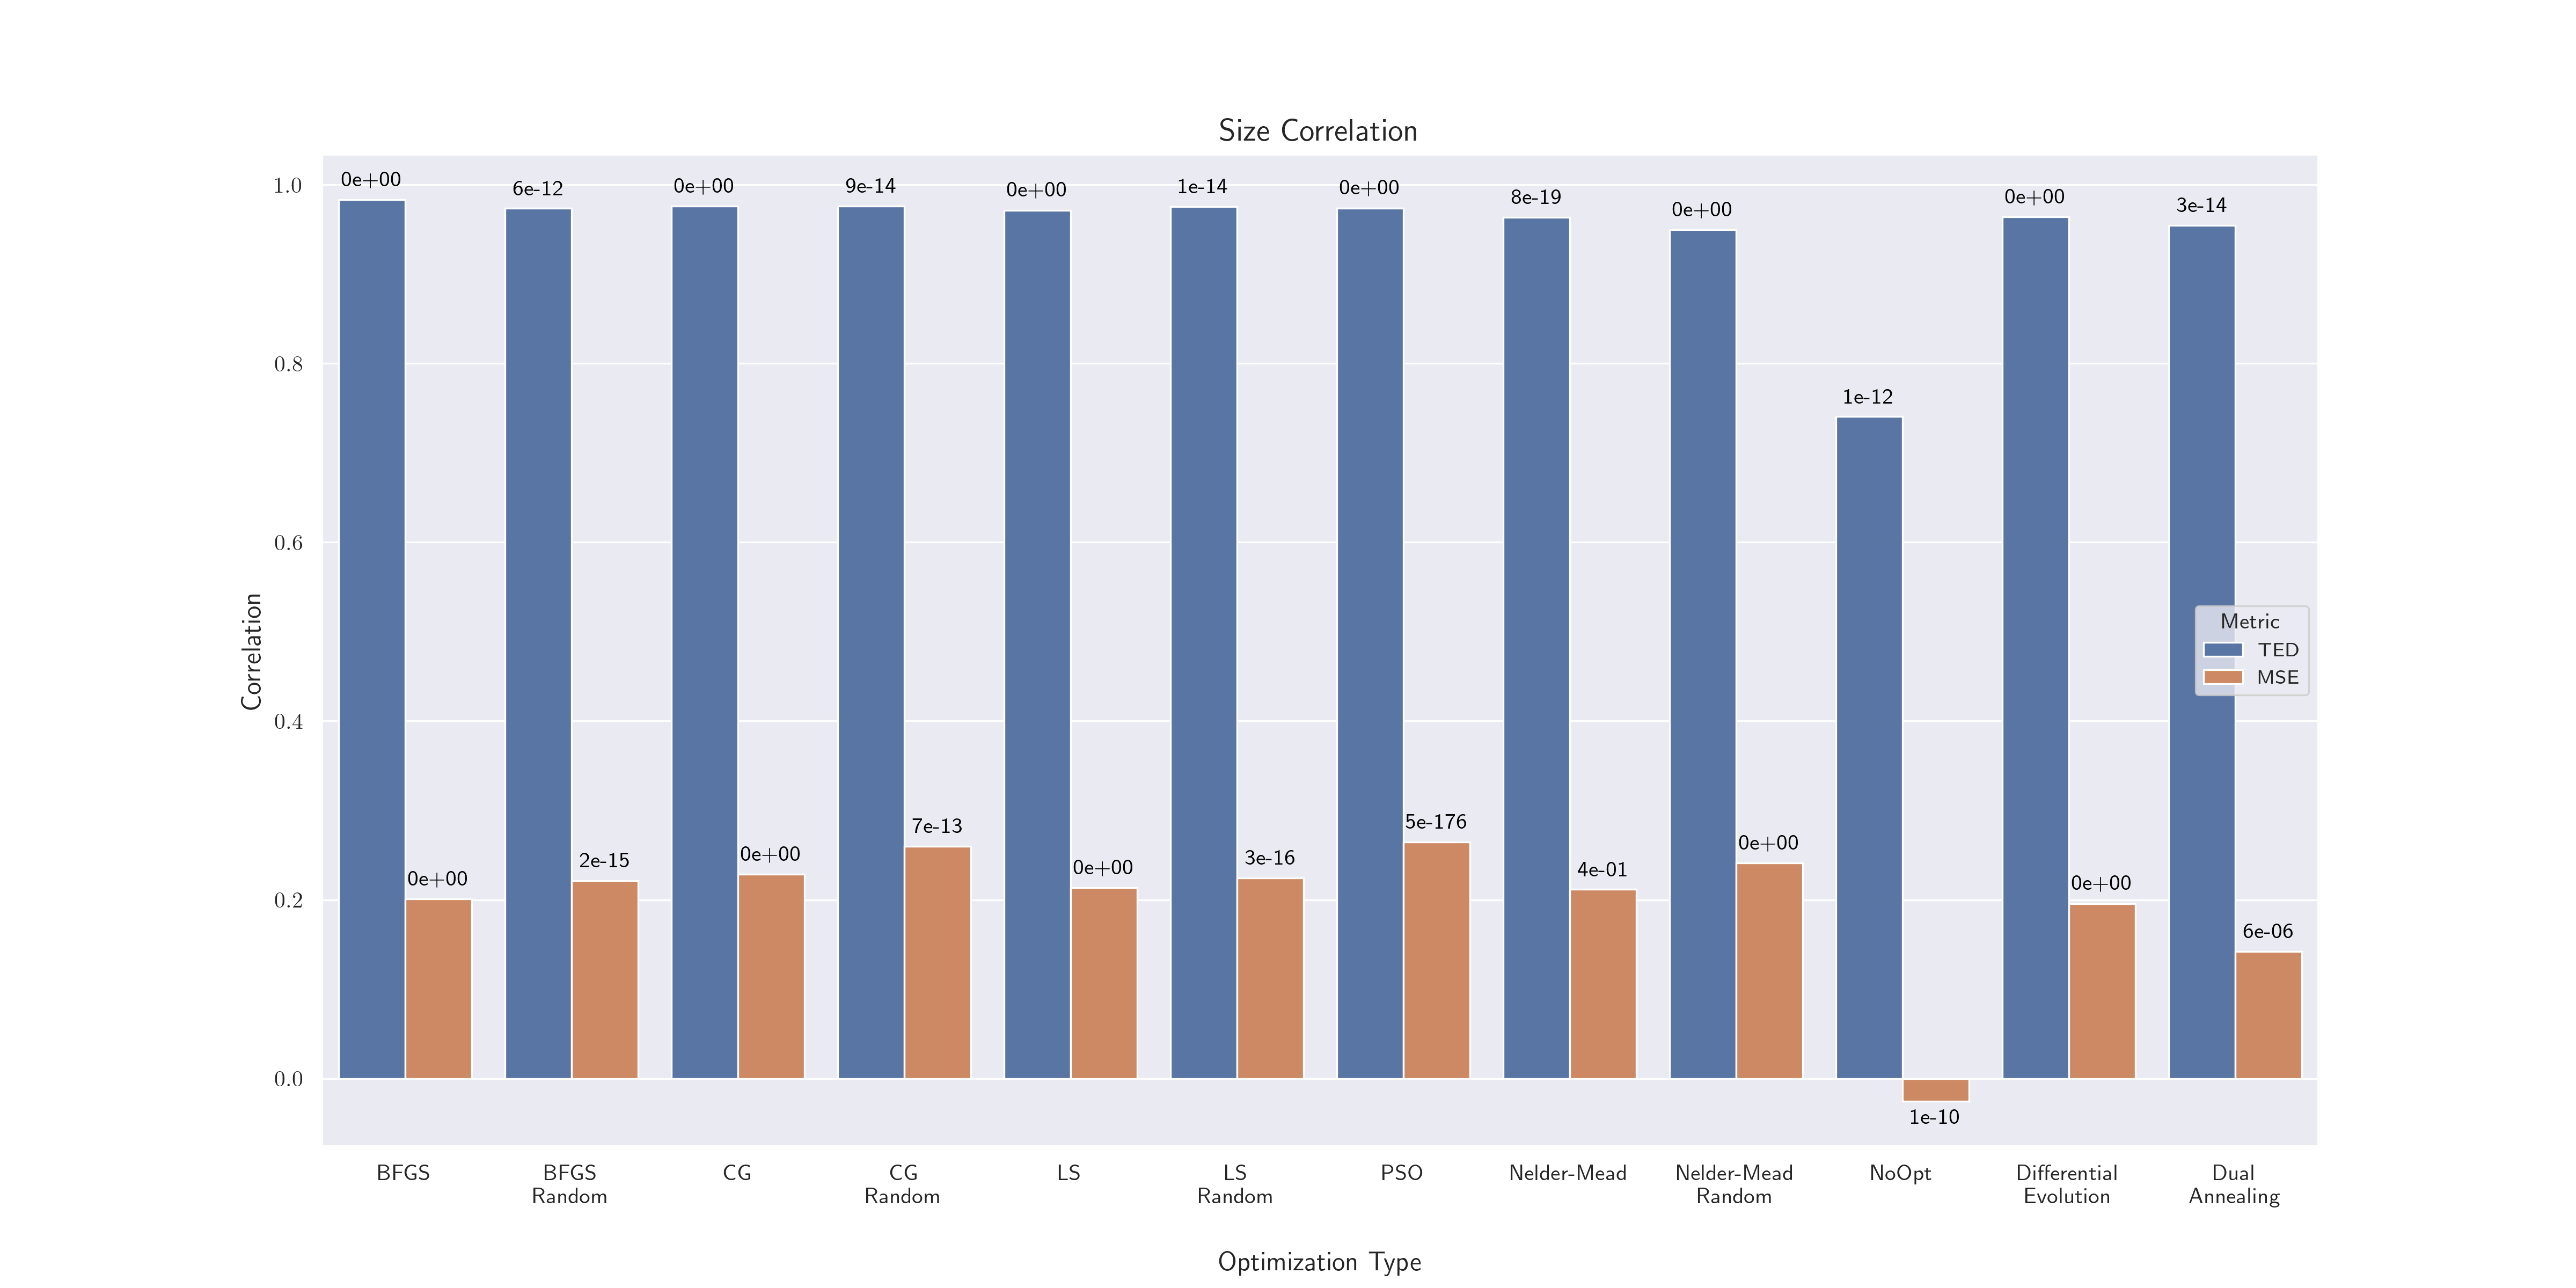 Size Correlation
Correlation
1.0
0.8
0.6
0.4
0.2
0.0
0e+00
0e+00
6e-12
2e-15
0e+00
0e+00
9e-14
7e-13
0e+00
0e+00
1e-14
3e-16
0e+00
5e-176
8e-19
4e-01
0e+00
0e+00
1e-12
1e-10
0e+00
0e+00
3e-14
6e-06
Metric
TED
MSE
BFGS
BFGS
Random
CG
CG
Random
LS
LS
Random
PSO
Nelder-Mead
Nelder-Mead
Random
NoOpt
Differential
Evolution
Dual
Annealing
Optimization Type